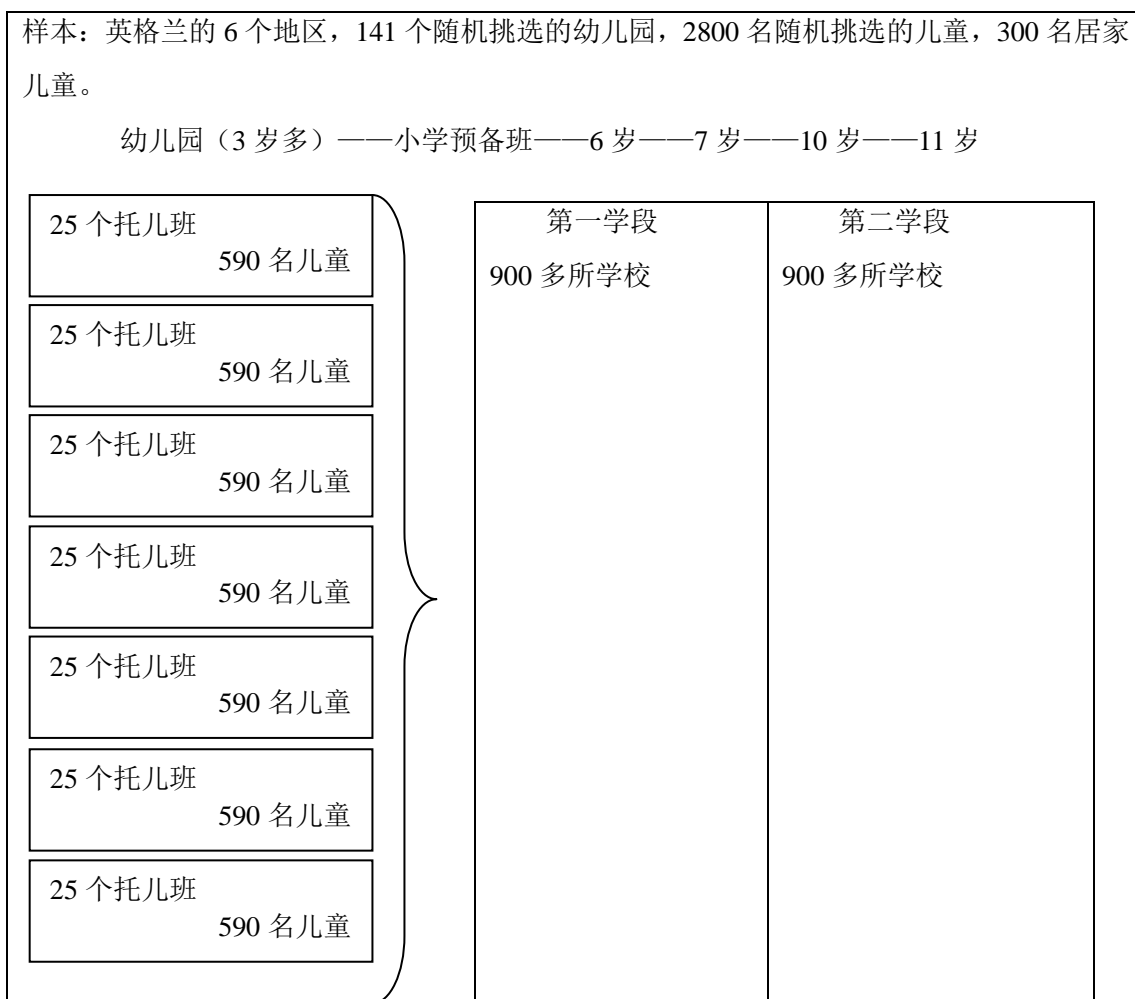 样本：英格兰的 6 个地区，141 个随机挑选的幼儿园，2800 名随机挑选的儿童，300 名居家
儿童。
幼儿园（3 岁多）——小学预备班——6 岁——7 岁——10 岁——11 岁
25 个托儿班
590 名儿童
25 个托儿班
590 名儿童
25 个托儿班
590 名儿童
25 个托儿班
590 名儿童
25 个托儿班
590 名儿童
25 个托儿班
590 名儿童
25 个托儿班
590 名儿童
第一学段
900 多所学校
第二学段
900 多所学校